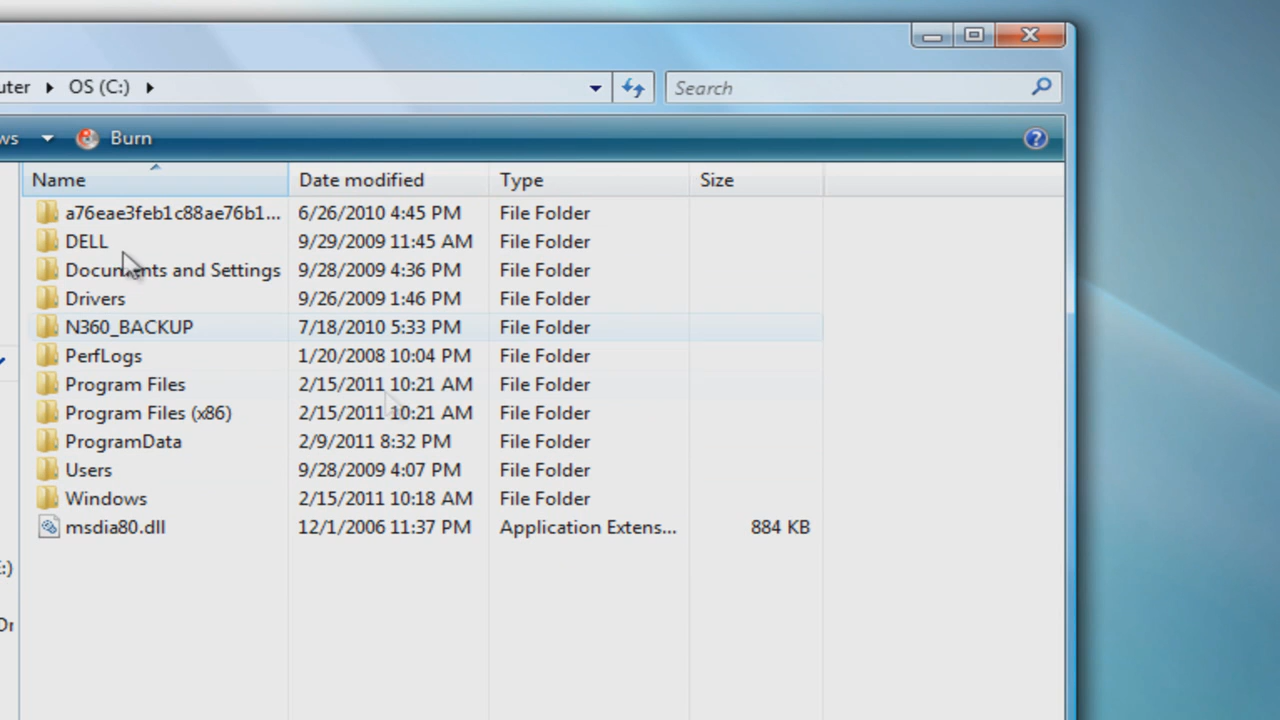 uter ▸ OS (C:) ▸ Search
ws Burn
Name Date modified Type Size
a76eae3feb1c88ae76b1... 6/26/2010 4:45 PM File Folder
DELL 9/29/2009 11:45 AM File Folder
Documents and Settings 9/28/2009 4:36 PM File Folder
Drivers 9/26/2009 1:46 PM File Folder
N360_BACKUP 7/18/2010 5:33 PM File Folder
PerfLogs 1/20/2008 10:04 PM File Folder
Program Files 2/15/2011 10:21 AM File Folder
Program Files (x86) 2/15/2011 10:21 AM File Folder
ProgramData 2/9/2011 8:32 PM File Folder
Users 9/28/2009 4:07 PM File Folder
Windows 2/15/2011 10:18 AM File Folder
msdia80.dll 12/1/2006 11:37 PM Application Extens... 884 KB
:)
Or